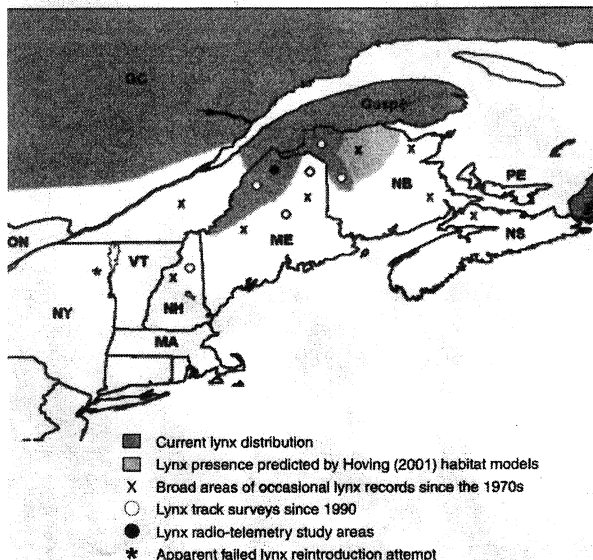 QC
Gaspé
PE
NB
ON
ME
NS
VT
NY
NH
MA
Current lynx distribution
Lynx presence predicted by Hoving (2001) habitat models
X Broad areas of occasional lynx records since the 1970s
Lynx track surveys since 1990
Lynx radio-telemetry study areas
* Apparent failed lynx reintroduction attempt